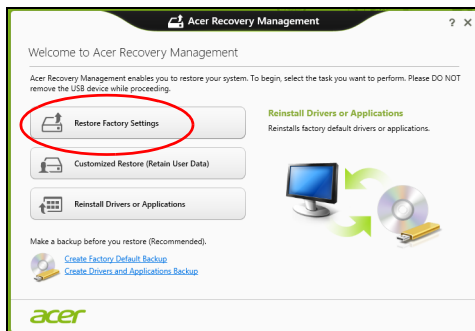 Acer Recovery Management
? ×
Welcome to Acer Recovery Management
Acer Recovery Management enables you to restore your system. To begin, select the task you want to perform. Please DO NOT
remove the USB device while proceeding.
Restore Factory Settings
Reinstall Drivers or Applications
Reinstalls factory default drivers or applications.
Customized Restore (Retain User Data)
Reinstall Drivers or Applications
Make a backup before you restore (Recommended).
Create Factory Default Backup
Create Drivers and Applications Backup
acer